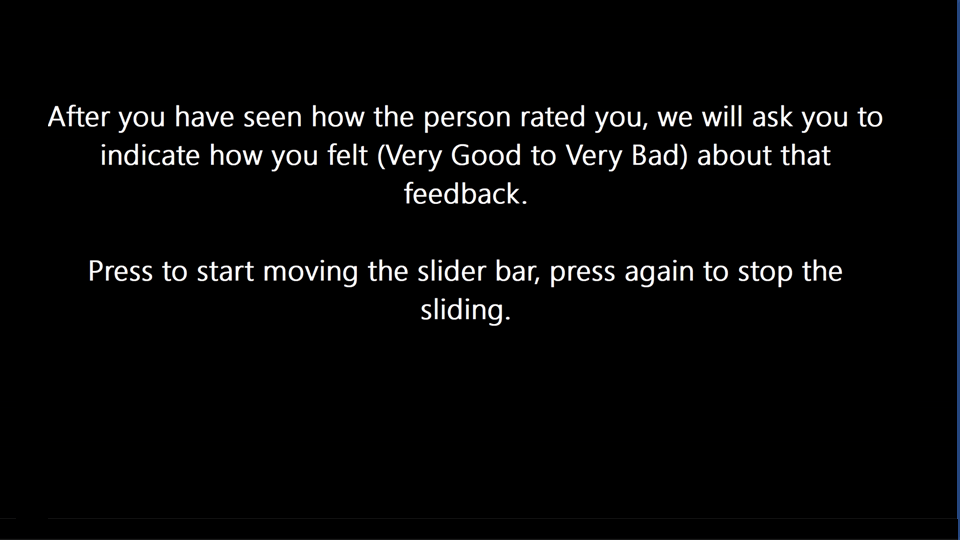 After you have seen how the person rated you, we will ask you to
indicate how you felt (Very Good to Very Bad) about that
feedback.
Press to start moving the slider bar, press again to stop the
sliding.